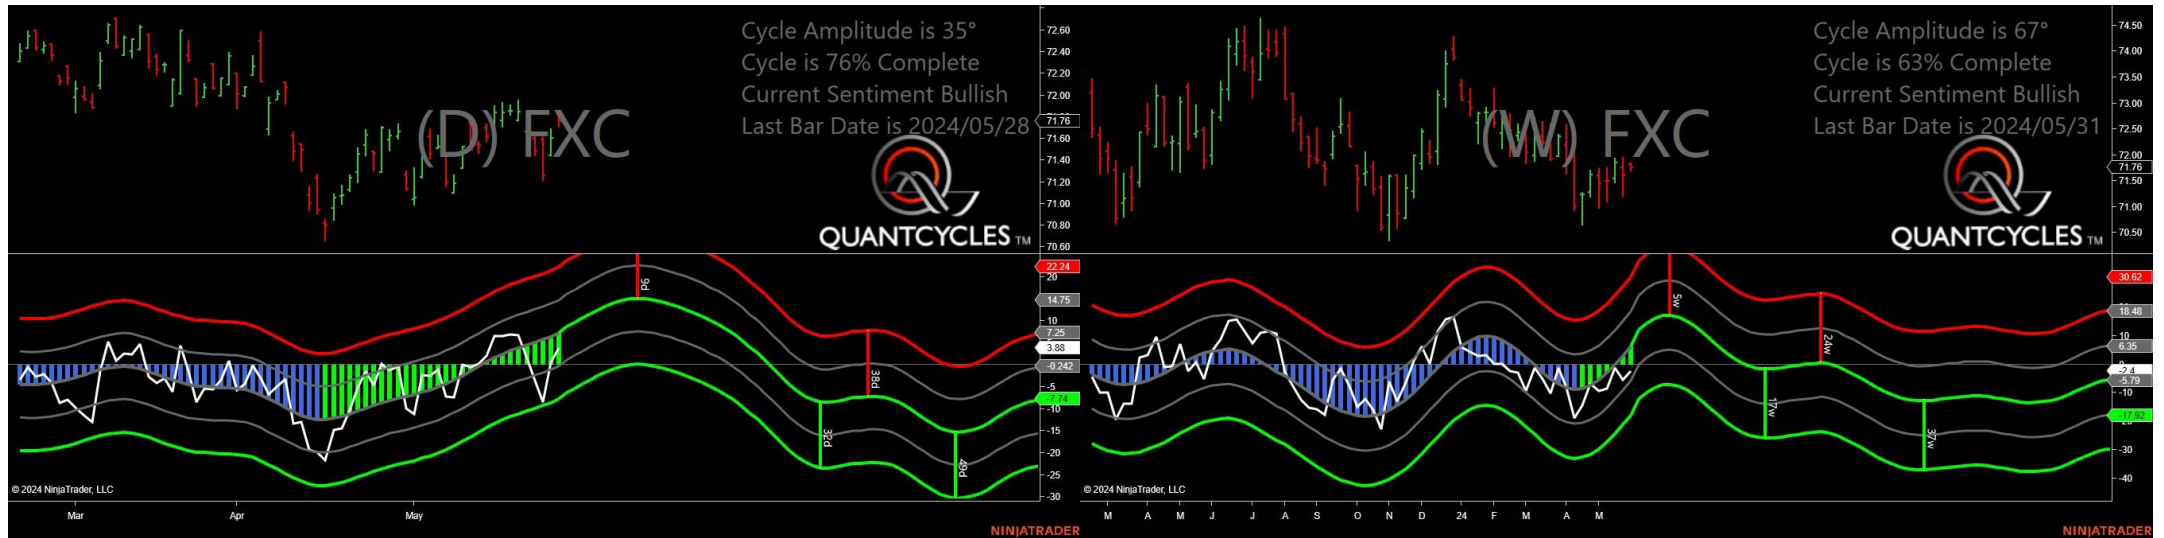 Cycle Amplitude is 35°
Cycle is 76% Complete
Current Sentiment Bullish
Last Bar Date is 2024/05/28
(D) FXC
QUANTCYCLES TM
72.60
72.40
72.20
72.00
71.76
71.60
71.40
71.20
71.00
70.80
70.60
22.24
20
14.75
10
7.25
3.88
-0.242
-5
-7.74
-10
-15
-20
-25
-30
9d
38d
32d
49d
© 2024 NinjaTrader, LLC
Mar
Apr
May
NINJATRADER
Cycle Amplitude is 67°
Cycle is 63% Complete
Current Sentiment Bullish
Last Bar Date is 2024/05/31
(W) FXC
QUANTCYCLES TM
74.50
74.00
73.50
73.00
72.50
72.00
71.76
71.50
71.00
70.50
30.62
18.48
10
6.35
-2.4
-5.79
-10
-17.92
-30
-40
5w
24w
17w
37w
© 2024 NinjaTrader, LLC
M A M J J A S O N D 24 F M A M
NINJATRADER